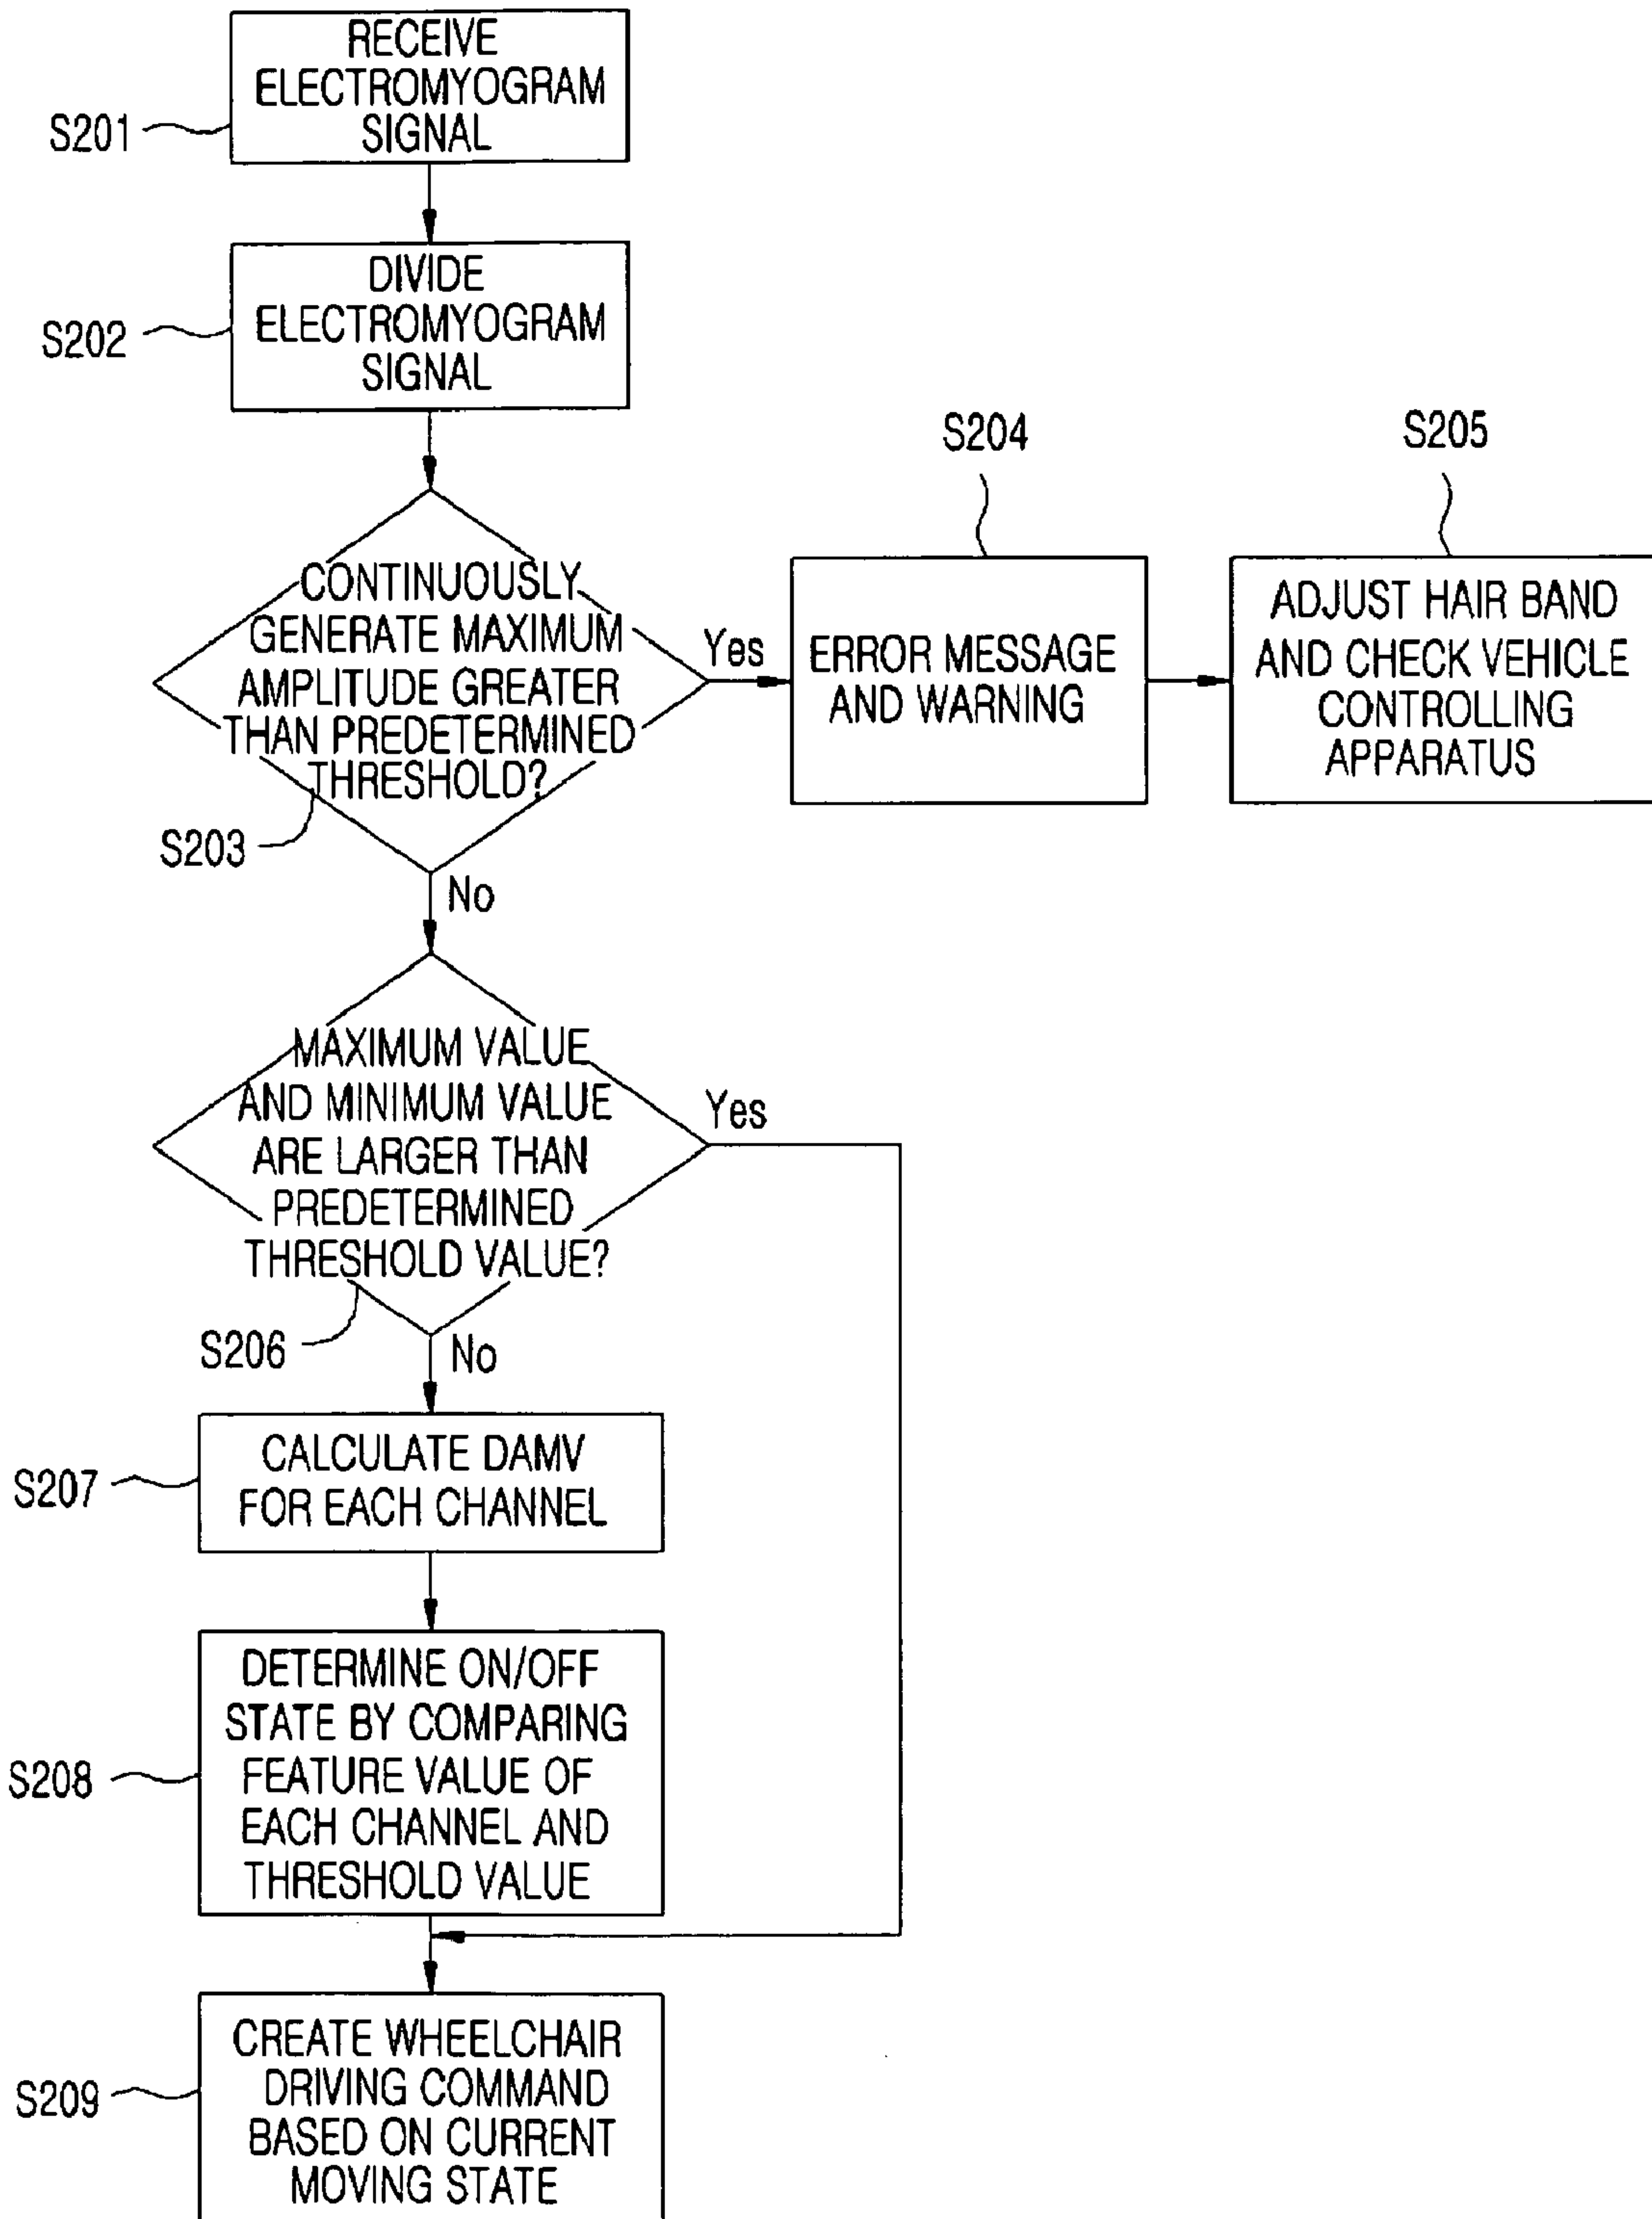 RECEIVE
ELECTROMYOGRAM
SIGNAL
S201
DIVIDE
ELECTROMYOGRAM
SIGNAL
S202
CONTINUOUSLY
GENERATE MAXIMUM
AMPLITUDE GREATER
THAN PREDETERMINED
THRESHOLD?
S203
Yes
No
S204
ERROR MESSAGE
AND WARNING
S205
ADJUST HAIR BAND
AND CHECK VEHICLE
CONTROLLING
APPARATUS
MAXIMUM VALUE
AND MINIMUM VALUE
ARE LARGER THAN
PREDETERMINED
THRESHOLD VALUE?
S206
Yes
No
CALCULATE DAMV
FOR EACH CHANNEL
S207
DETERMINE ON/OFF
STATE BY COMPARING
FEATURE VALUE OF
EACH CHANNEL AND
THRESHOLD VALUE
S208
CREATE WHEELCHAIR
DRIVING COMMAND
BASED ON CURRENT
MOVING STATE
S209